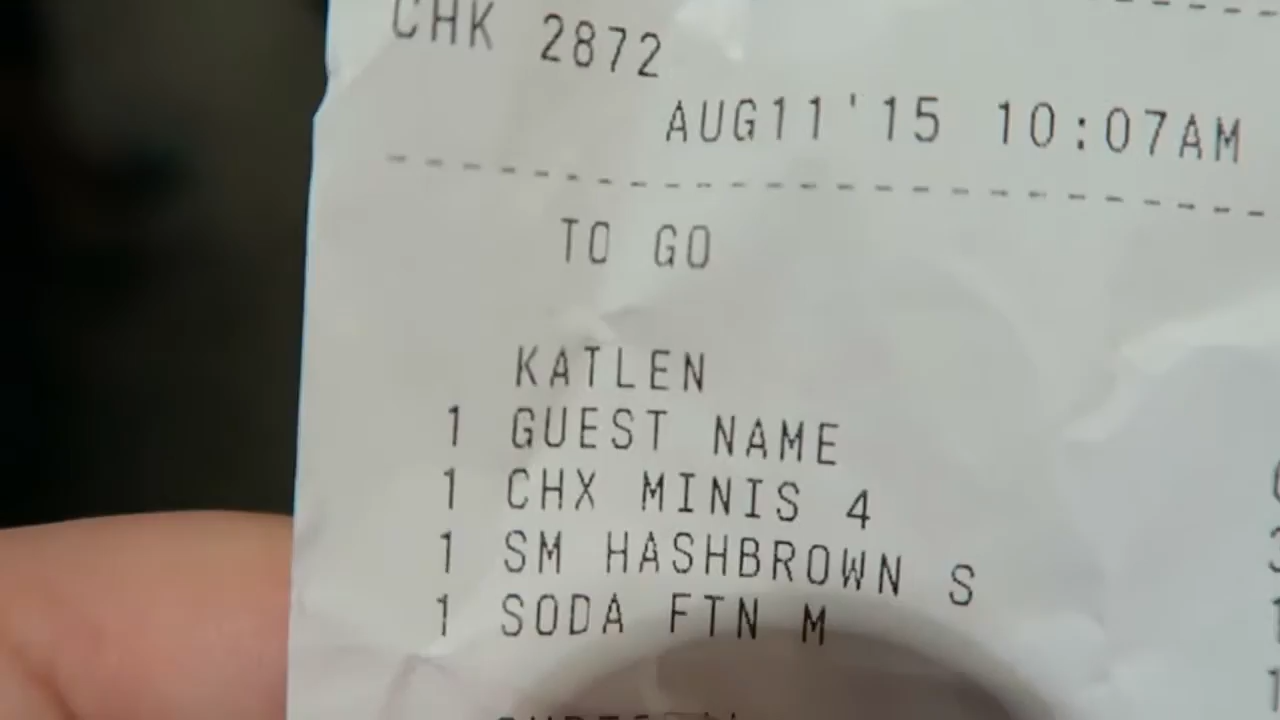 CHK 2872
AUG11'15 10:07AM
TO GO
KATLEN
1 GUEST NAME
1 CHX MINIS 4
1 SM HASHBROWN S
1 SODA FTN M